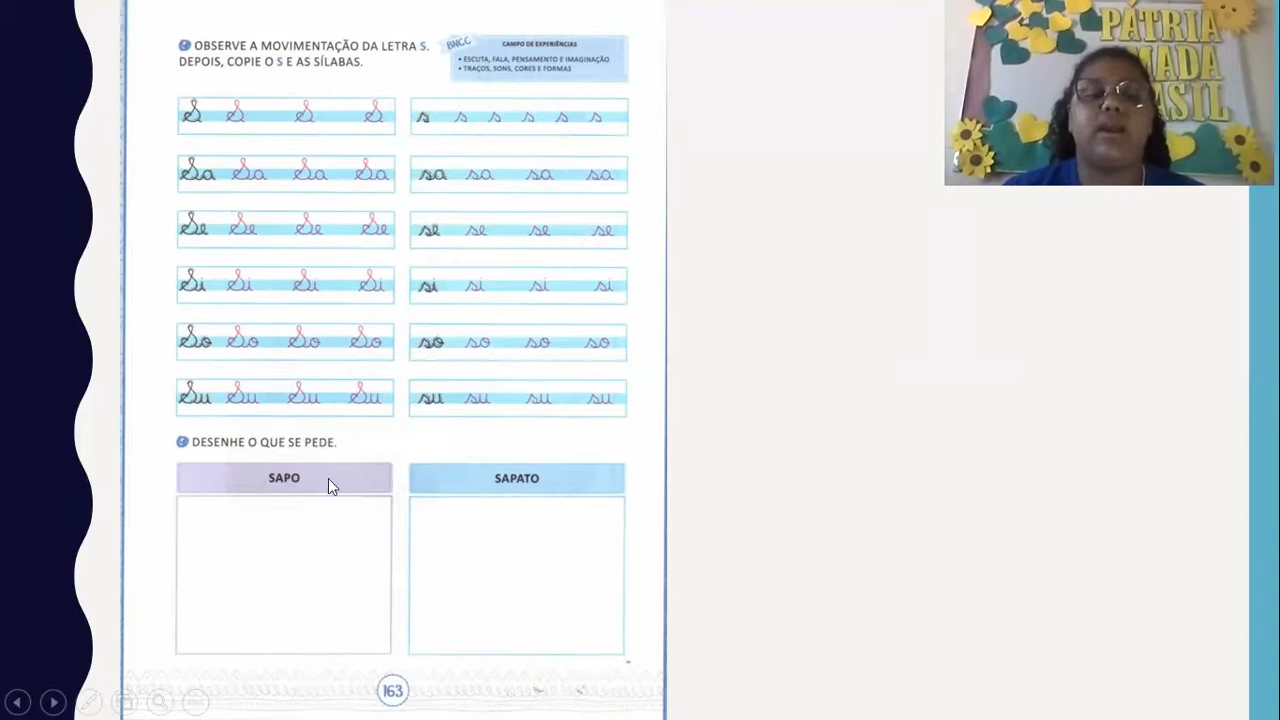 OBSERVE A MOVIMENTAÇÃO DA LETRA S.
DEPOIS, COPIE O S E AS SÍLABAS.
BNCC
CAMPO DE EXPERIÊNCIAS
• ESCUTA, FALA, PENSAMENTO E IMAGINAÇÃO
• TRAÇOS, SONS, CORES E FORMAS
S S S S
s s s s s s
Sa Sa Sa Sa
sa sa sa sa
Se Se Se Se
se se se se
Si Si Si Si
si si si si
So So So So
so so so so
Su Su Su Su
su su su su
DESENHE O QUE SE PEDE.
SAPO
SAPATO
163
PÁTRIA
AMADA
BRASIL